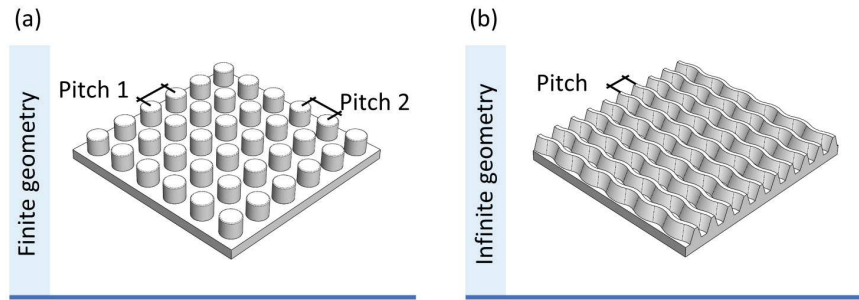 (a)
Finite geometry
Pitch 1
Pitch 2
(b)
Infinite geometry
Pitch